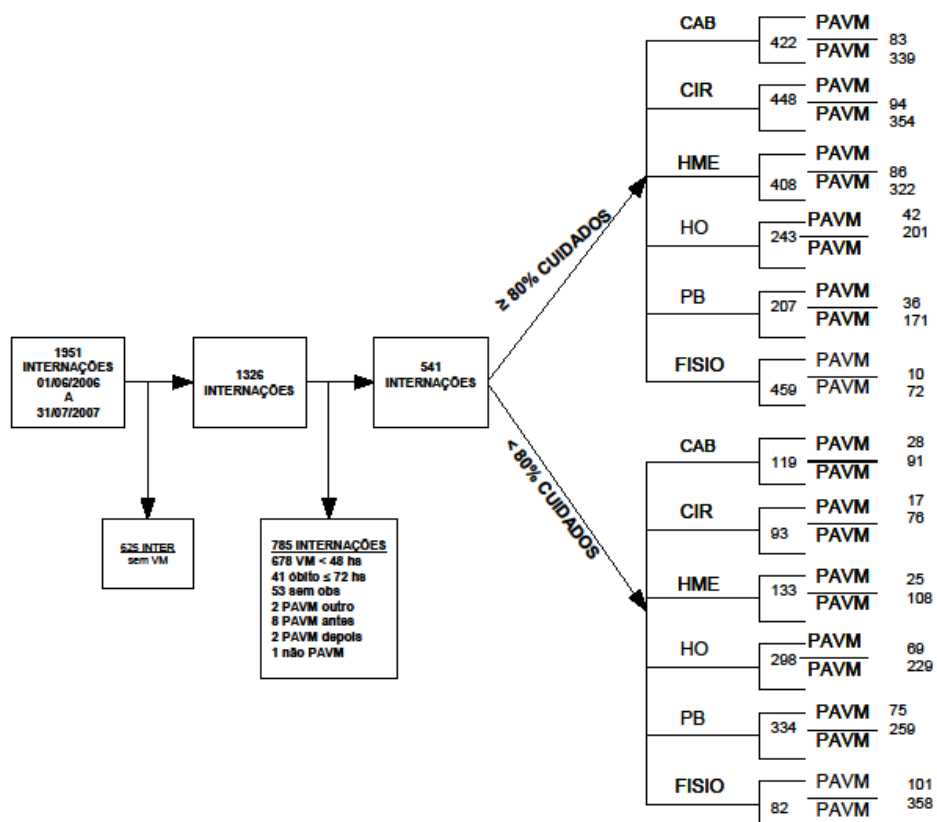 1951
INTERNAÇÕES
01/06/2006
A
31/07/2007
1326
INTERNAÇÕES
541
INTERNAÇÕES
625 INTER
sem VM
785 INTERNAÇÕES
678 VM < 48 hs
41 óbito ≤ 72 hs
53 sem obs
2 PAVM outro
8 PAVM antes
2 PAVM depois
1 não PAVM
≥ 80% CUIDADOS
CAB
422
PAVM
PAVM
83
339
CIR
448
PAVM
PAVM
94
354
HME
408
PAVM
PAVM
86
322
HO
243
PAVM
PAVM
42
201
PB
207
PAVM
PAVM
36
171
FISIO
459
PAVM
PAVM
10
72
< 80% CUIDADOS
CAB
119
PAVM
PAVM
28
91
CIR
93
PAVM
PAVM
17
76
HME
133
PAVM
PAVM
25
108
HO
298
PAVM
PAVM
69
229
PB
334
PAVM
PAVM
75
259
FISIO
82
PAVM
PAVM
101
358